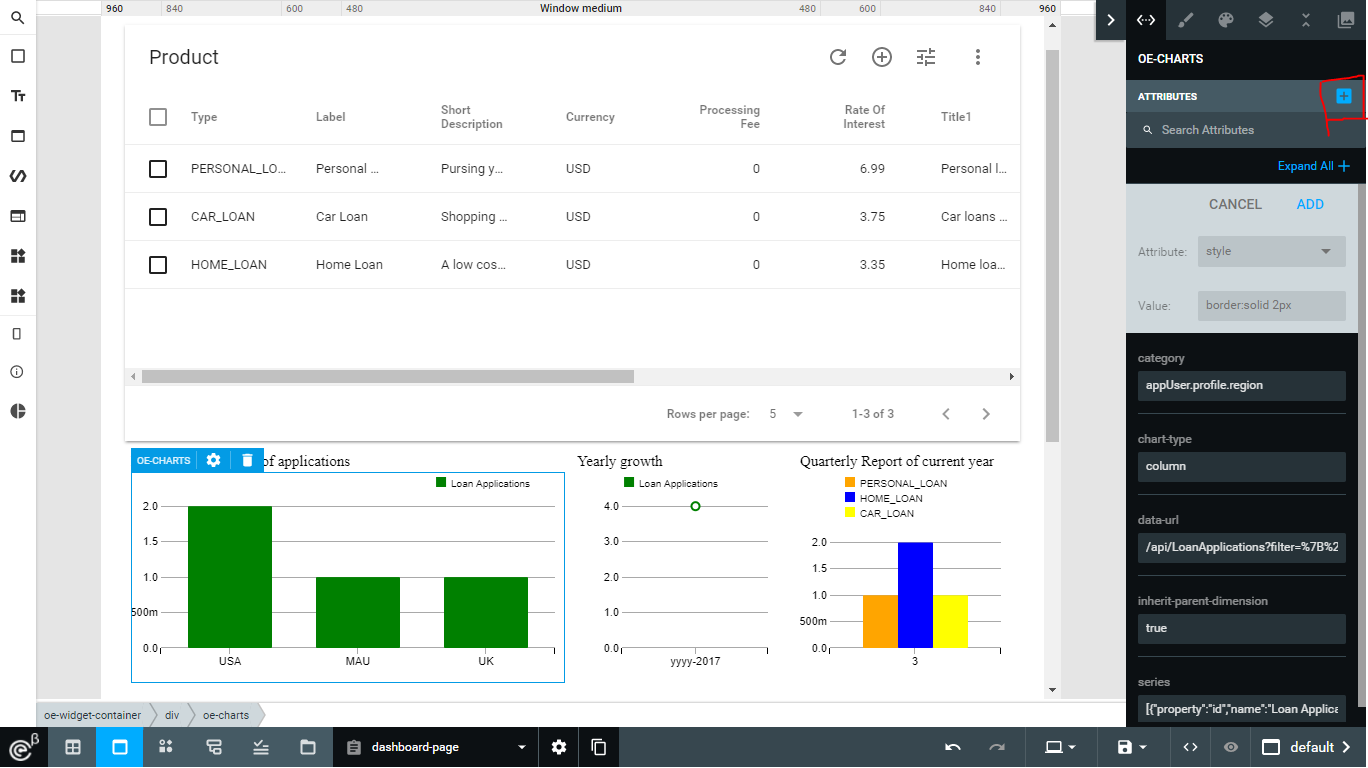 960 840 600 480 Window medium 480 600 840 960
Product
Type Label Short Description Currency Processing Fee Rate Of Interest Title1
PERSONAL_LO... Personal ... Pursing y... USD 0 6.99 Personal l...
CAR_LOAN Car Loan Shopping ... USD 0 3.75 Car loans ...
HOME_LOAN Home Loan A low cos... USD 0 3.35 Home loa...
Rows per page: 5 1-3 of 3
OE-CHARTS
of applications
Loan Applications
2.0
1.5
1.0
500m
0.0
USA MAU UK
Yearly growth
Loan Applications
4.0
3.0
2.0
1.0
0.0
yyyy-2017
Quarterly Report of current year
PERSONAL_LOAN
HOME_LOAN
CAR_LOAN
2.0
1.5
1.0
500m
0.0
3
oe-widget-container div oe-charts
OE-CHARTS
ATTRIBUTES
Search Attributes
Expand All
CANCEL ADD
Attribute: style
Value: border:solid 2px
category
appUser.profile.region
chart-type
column
data-url
/api/LoanApplications?filter=%7B%2
inherit-parent-dimension
true
series
[{"property":"id","name":"Loan Applica
β dashboard-page default